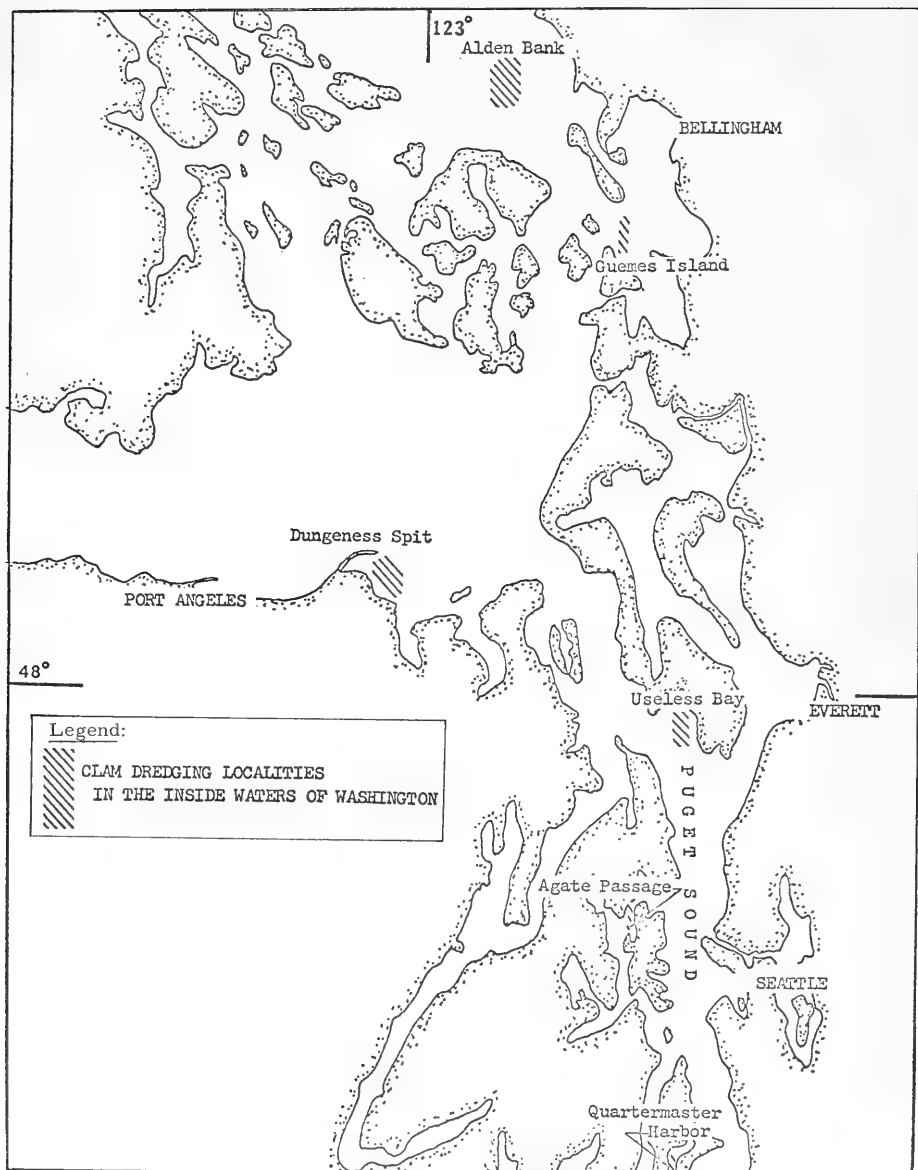 123°
Alden Bank
BELLINGHAM
Guemes Island
Dungeness Spit
PORT ANGELES
48°
Useless Bay
EVERETT
Legend:
CLAM DREDGING LOCALITIES
IN THE INSIDE WATERS OF WASHINGTON
PUGET SOUND
Agate Passage
SEATTLE
Quartermaster
Harbor